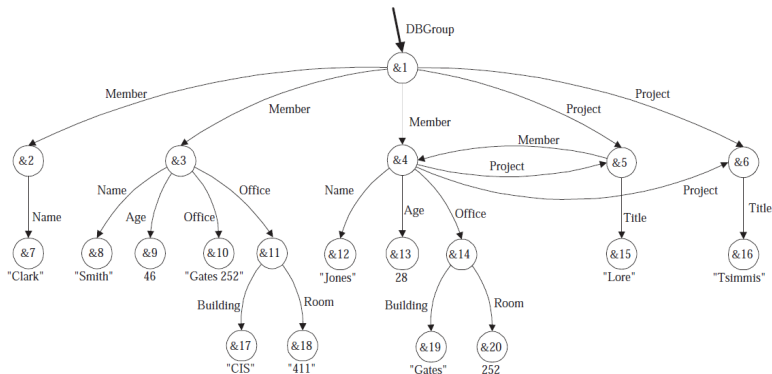 DBGroup
&1
Member
Member
Member
Project
Project
&2
&3
&4
Member
Project
&5
&6
Project
Name
Name
Age
Office
Office
Name
Age
Office
Title
Title
&7
&8
&9
&10
&11
&12
&13
&14
&15
&16
"Clark"
"Smith"
46
"Gates 252"
"Jones"
28
"Lore"
"Tsimmis"
Building
Room
Building
Room
&17
&18
&19
&20
"CIS"
"411"
"Gates"
252